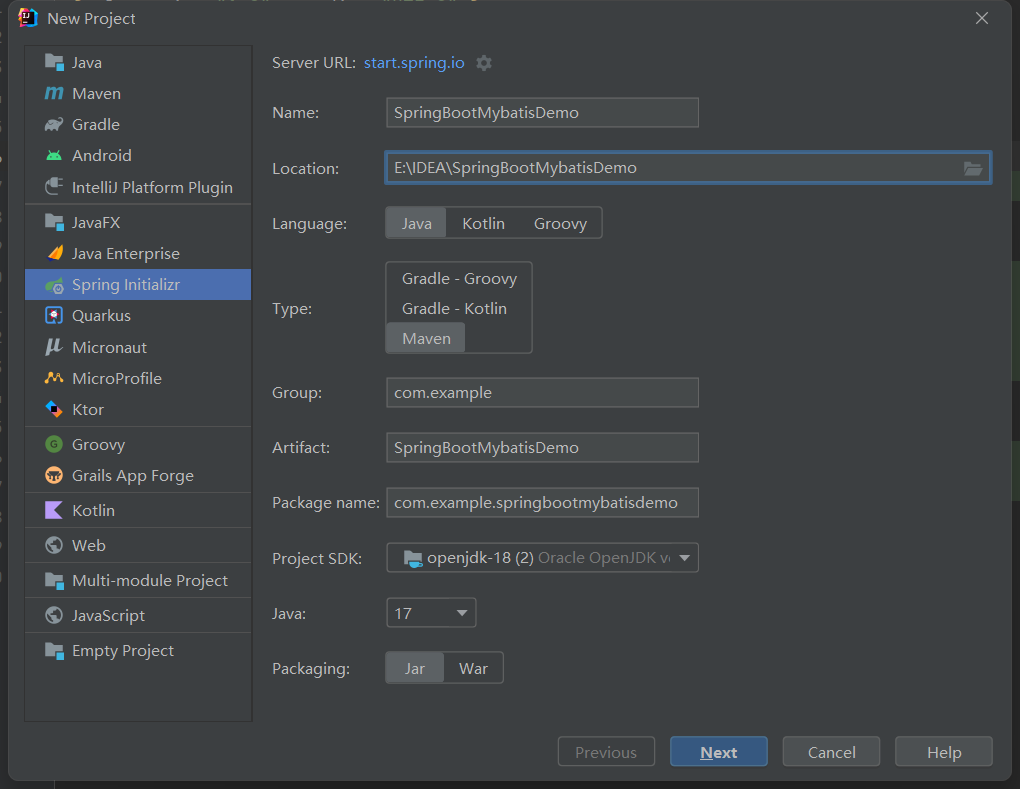 New Project
Java
Maven
Gradle
Android
IntelliJ Platform Plugin
JavaFX
Java Enterprise
Spring Initializr
Quarkus
Micronaut
MicroProfile
Ktor
Groovy
Grails App Forge
Kotlin
Web
Multi-module Project
JavaScript
Empty Project
Server URL: start.spring.io
Name: SpringBootMybatisDemo
Location: E:\IDEA\SpringBootMybatisDemo
Language: Java Kotlin Groovy
Type:
Gradle - Groovy
Gradle - Kotlin
Maven
Group: com.example
Artifact: SpringBootMybatisDemo
Package name: com.example.springbootmybatisdemo
Project SDK: openjdk-18 (2) Oracle OpenJDK
Java: 17
Packaging: Jar War
Previous Next Cancel Help